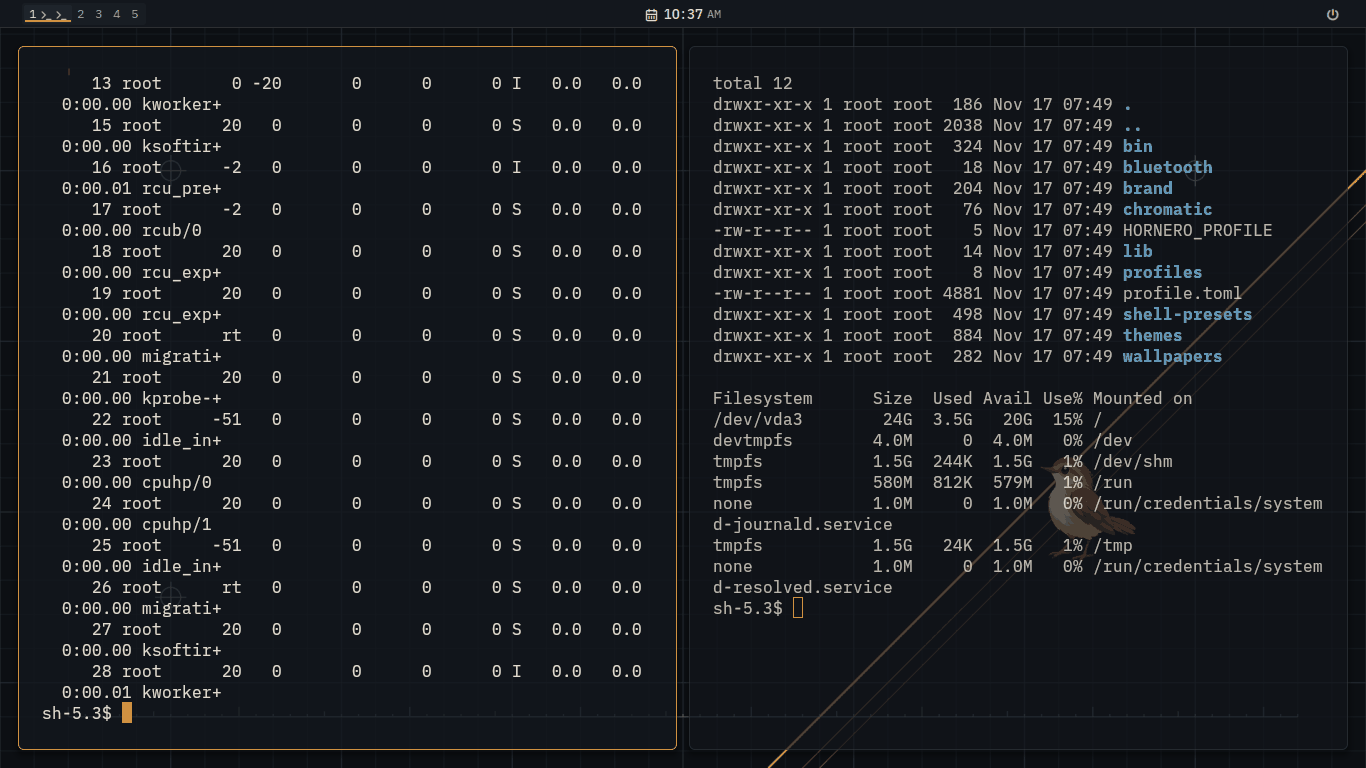 1 2 3 4 5
10:37 AM
13 root 0 -20 0 0 0 I 0.0 0.0
0:00.00 kworker+
15 root 20 0 0 0 0 S 0.0 0.0
0:00.00 ksoftir+
16 root -2 0 0 0 0 I 0.0 0.0
0:00.01 rcu_pre+
17 root -2 0 0 0 0 S 0.0 0.0
0:00.00 rcub/0
18 root 20 0 0 0 0 S 0.0 0.0
0:00.00 rcu_exp+
19 root 20 0 0 0 0 S 0.0 0.0
0:00.00 rcu_exp+
20 root rt 0 0 0 0 S 0.0 0.0
0:00.00 migrati+
21 root 20 0 0 0 0 S 0.0 0.0
0:00.00 kprobe-+
22 root -51 0 0 0 0 S 0.0 0.0
0:00.00 idle_in+
23 root 20 0 0 0 0 S 0.0 0.0
0:00.00 cpuhp/0
24 root 20 0 0 0 0 S 0.0 0.0
0:00.00 cpuhp/1
25 root -51 0 0 0 0 S 0.0 0.0
0:00.00 idle_in+
26 root rt 0 0 0 0 S 0.0 0.0
0:00.00 migrati+
27 root 20 0 0 0 0 S 0.0 0.0
0:00.00 ksoftir+
28 root 20 0 0 0 0 I 0.0 0.0
0:00.01 kworker+
sh-5.3$
total 12
drwxr-xr-x 1 root root 186 Nov 17 07:49 .
drwxr-xr-x 1 root root 2038 Nov 17 07:49 ..
drwxr-xr-x 1 root root 324 Nov 17 07:49 bin
drwxr-xr-x 1 root root 18 Nov 17 07:49 bluetooth
drwxr-xr-x 1 root root 204 Nov 17 07:49 brand
drwxr-xr-x 1 root root 76 Nov 17 07:49 chromatic
-rw-r--r-- 1 root root 5 Nov 17 07:49 HORNERO_PROFILE
drwxr-xr-x 1 root root 14 Nov 17 07:49 lib
drwxr-xr-x 1 root root 8 Nov 17 07:49 profiles
-rw-r--r-- 1 root root 4881 Nov 17 07:49 profile.toml
drwxr-xr-x 1 root root 498 Nov 17 07:49 shell-presets
drwxr-xr-x 1 root root 884 Nov 17 07:49 themes
drwxr-xr-x 1 root root 282 Nov 17 07:49 wallpapers
Filesystem Size Used Avail Use% Mounted on
/dev/vda3 24G 3.5G 20G 15% /
devtmpfs 4.0M 0 4.0M 0% /dev
tmpfs 1.5G 244K 1.5G 1% /dev/shm
tmpfs 580M 812K 579M 1% /run
none 1.0M 0 1.0M 0% /run/credentials/system
d-journald.service
tmpfs 1.5G 24K 1.5G 1% /tmp
none 1.0M 0 1.0M 0% /run/credentials/system
d-resolved.service
sh-5.3$